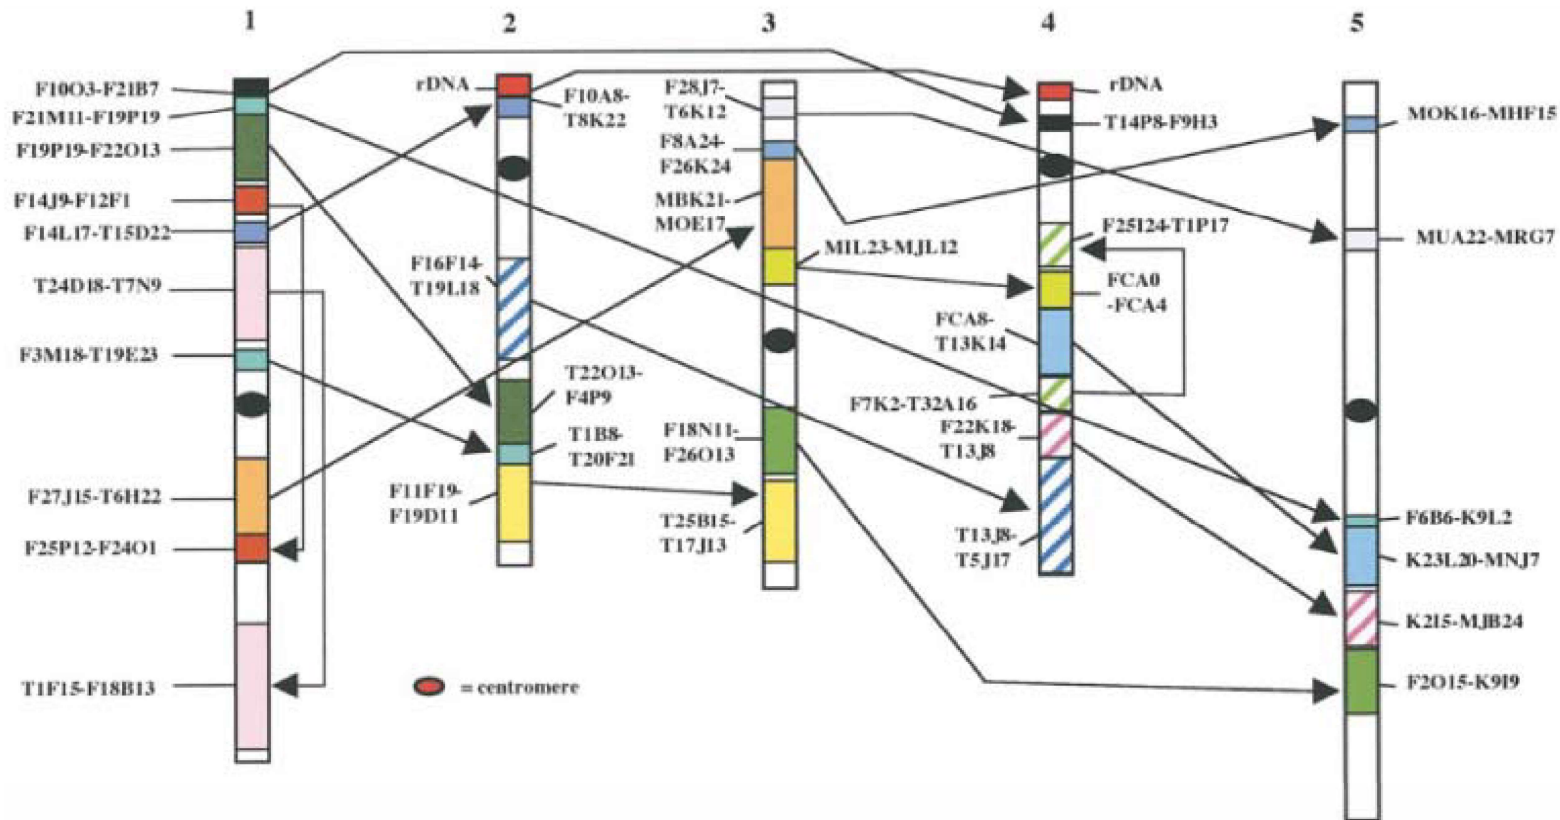 1
2
3
4
5
F10O3-F21B7
F21M11-F19P19
F19P19-F22O13
F14J9-F12F1
F14L17-T15D22
T24D18-T7N9
F3M18-T19E23
F27J15-T6H22
F25P12-F24O1
T1F15-F18B13
rDNA
F10A8-
T8K22
F16F14-
T19L18
T22O13-
F4P9
T1B8-
T20F21
F11F19-
F19D11
F28J7-
T6K12
F8A24-
F26K24
MBK21-
MOE17
MIL23-MJL12
F18N11-
F26O13
T25B15-
T17J13
rDNA
T14P8-F9H3
F25I24-T1P17
FCA0
-FCA4
FCA8-
T13K14
F7K2-T32A16
F22K18-
T13J8
T13J8-
T5J17
MOK16-MHF15
MUA22-MRG7
F6B6-K9L2
K23L20-MNJ7
K2I5-MJB24
F2O15-K9I9
= centromere